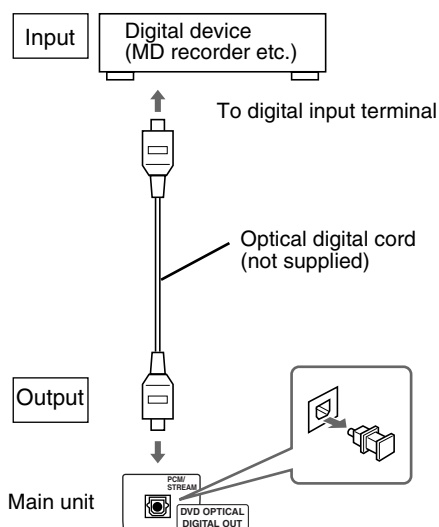 Input
Digital device
(MD recorder etc.)
To digital input terminal
Optical digital cord
(not supplied)
Output
Main unit
PCM/
STREAM
DVD OPTICAL
DIGITAL OUT